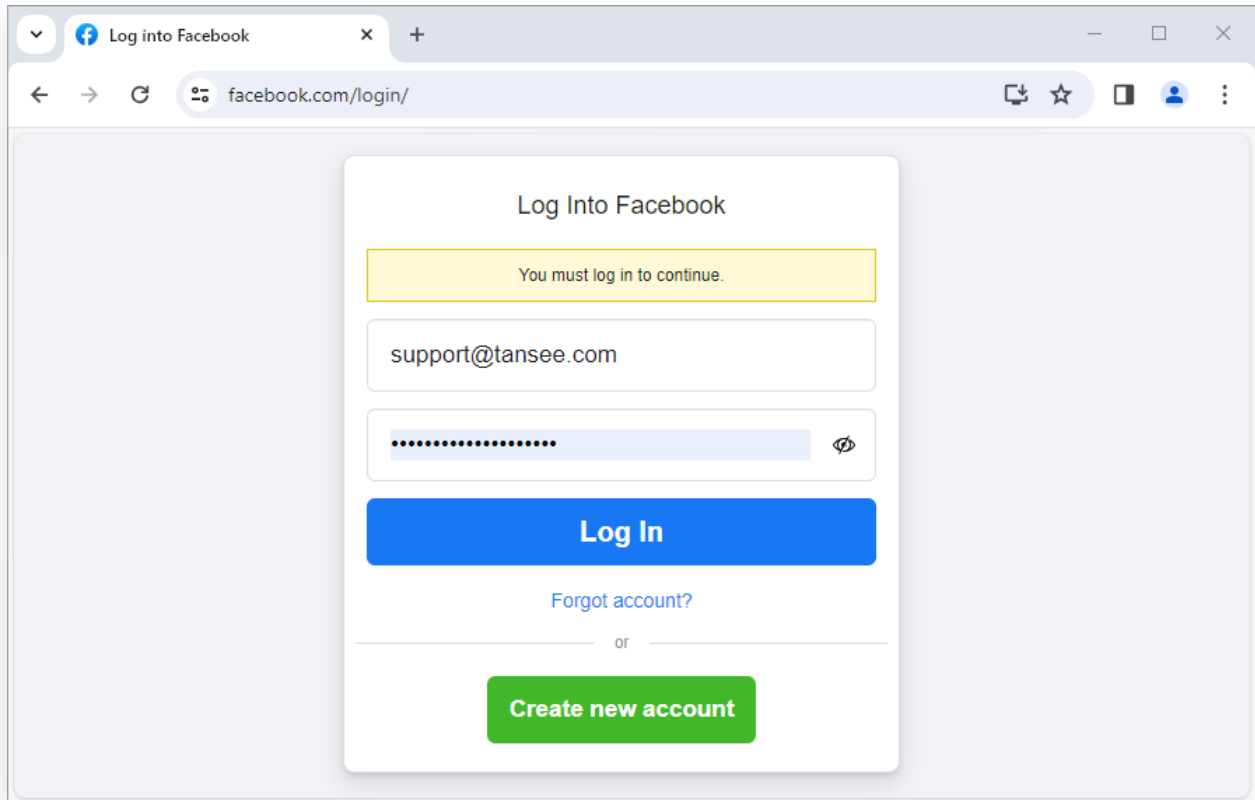 Log into Facebook
facebook.com/login/
Log Into Facebook
You must log in to continue.
support@tansee.com
••••••••••••••••••••
Log In
Forgot account?
or
Create new account